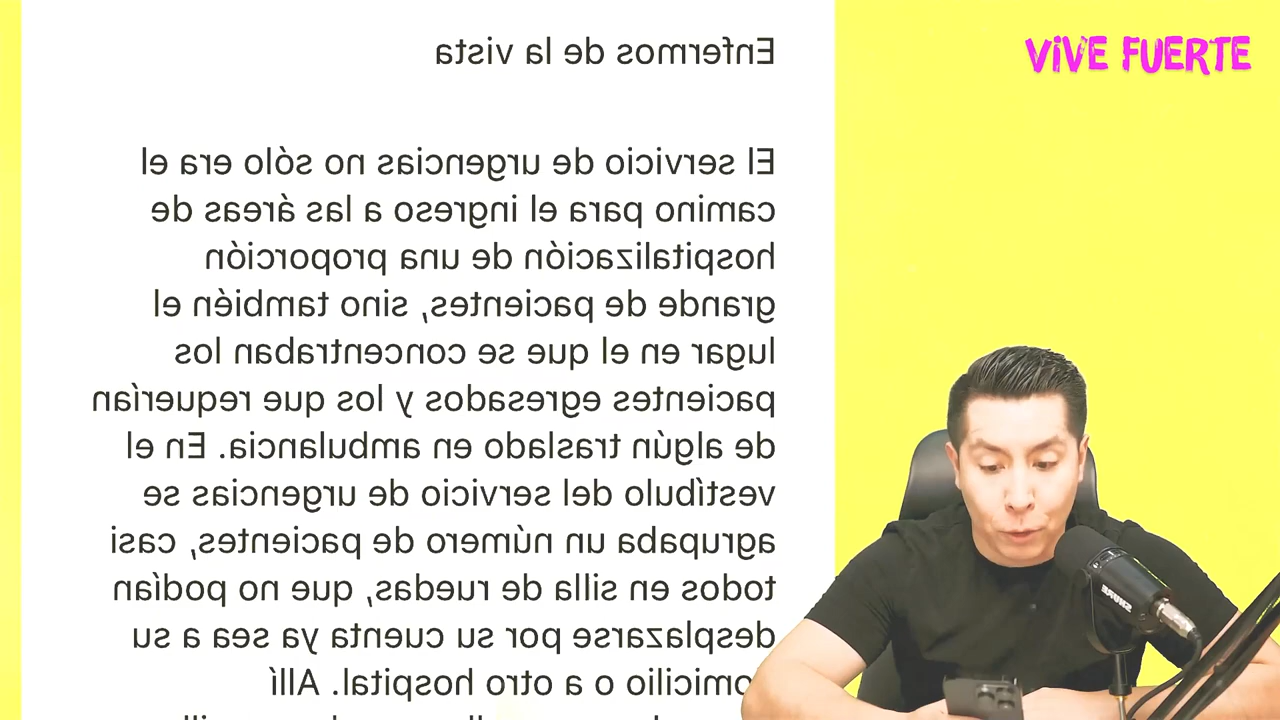 Enfermos de la vista
El servicio de urgencias no sólo era el
camino para el ingreso a las áreas de
hospitalización de una proporción
grande de pacientes, sino también el
lugar en el que se concentraban los
pacientes egresados y los que requerían
de algún traslado en ambulancia. En el
vestíbulo del servicio de urgencias se
agrupaba un número de pacientes, casi
todos en silla de ruedas, que no podían
desplazarse por su cuenta ya sea a su
domicilio o a otro hospital. Allí
VIVE FUERTE
SHURE